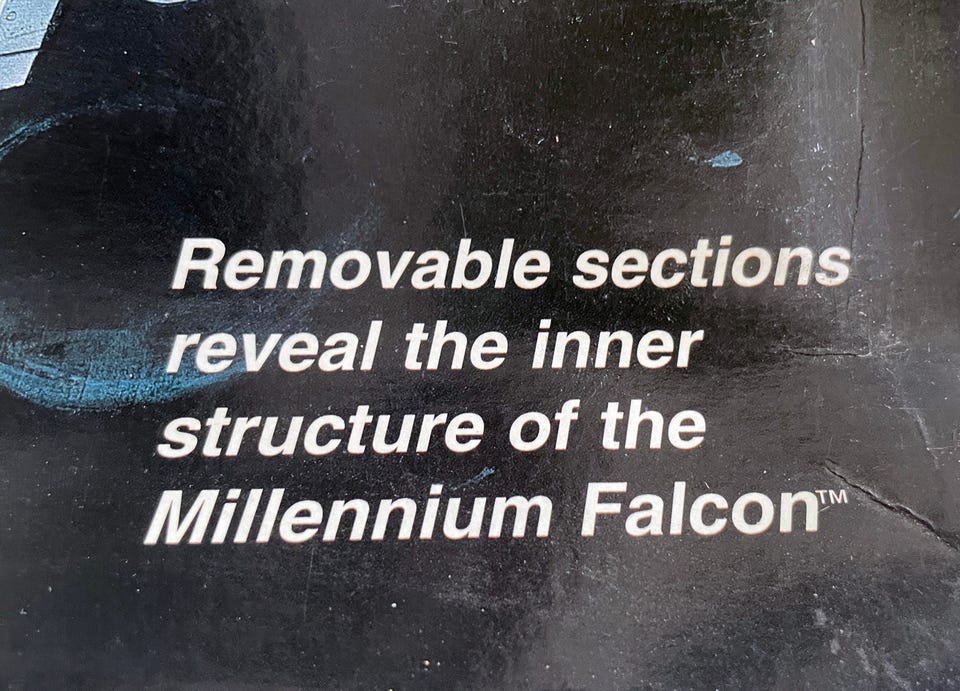 Removable sections
reveal the inner
structure of the
Millennium Falcon™